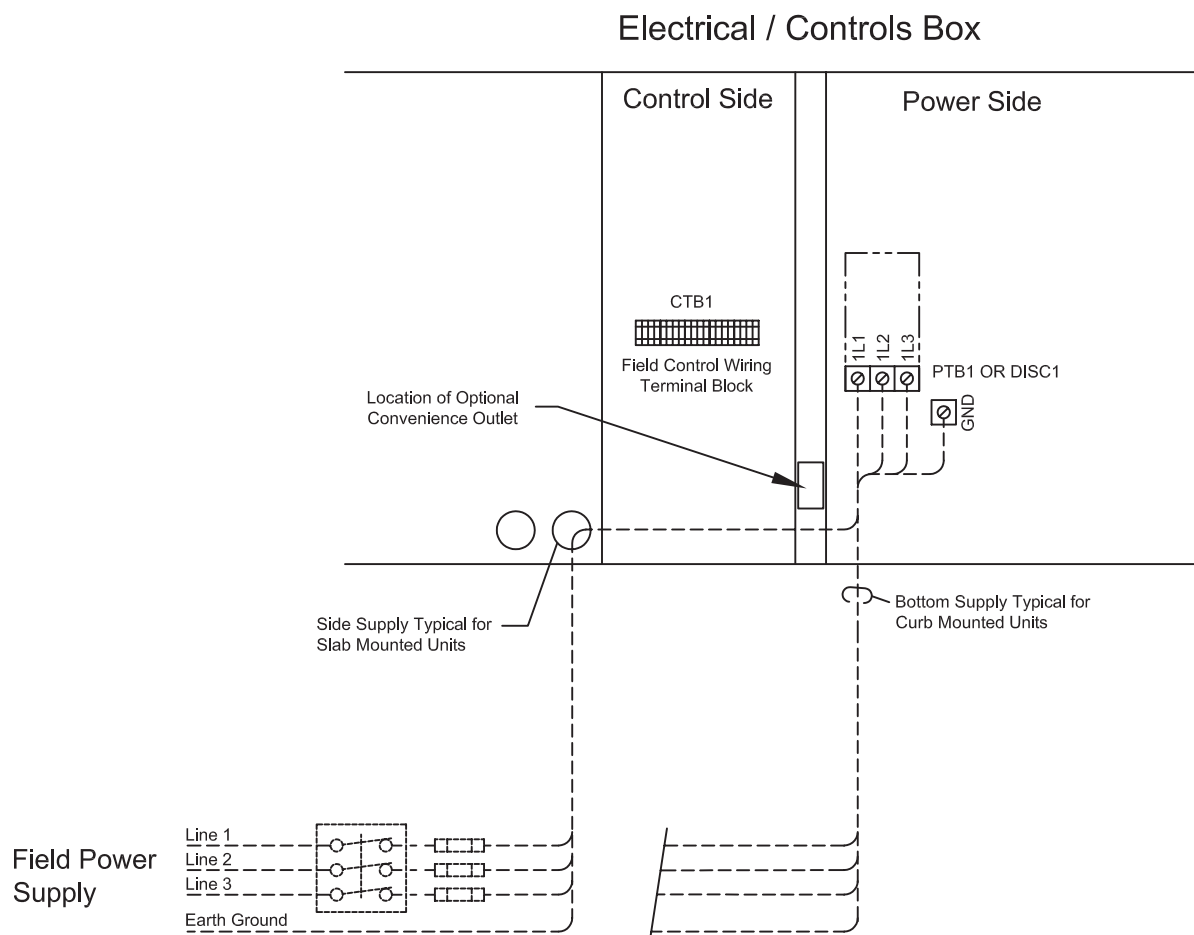 Electrical / Controls Box
Control Side
Power Side
CTB1
Field Control Wiring
Terminal Block
1L1
1L2
1L3
PTB1 OR DISC1
GND
Location of Optional
Convenience Outlet
Side Supply Typical for
Slab Mounted Units
Bottom Supply Typical for
Curb Mounted Units
Field Power
Supply
Line 1
Line 2
Line 3
Earth Ground